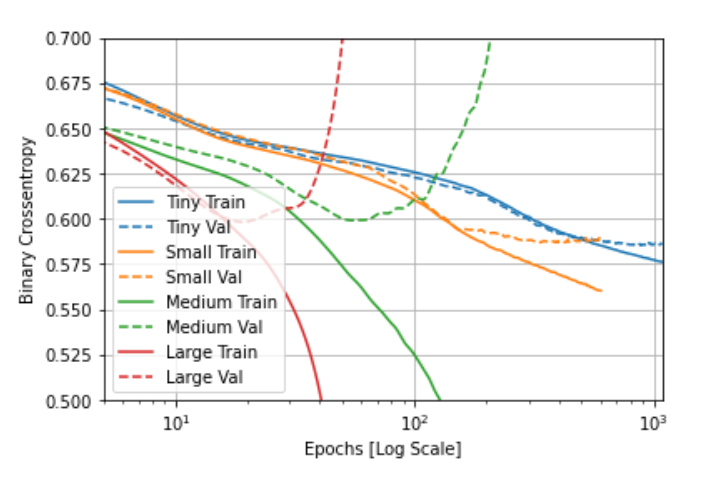 0.700
0.675
0.650
0.625
0.600
0.575
0.550
0.525
0.500
Binary Crossentropy
Tiny Train
Tiny Val
Small Train
Small Val
Medium Train
Medium Val
Large Train
Large Val
10¹
10²
10³
Epochs [Log Scale]